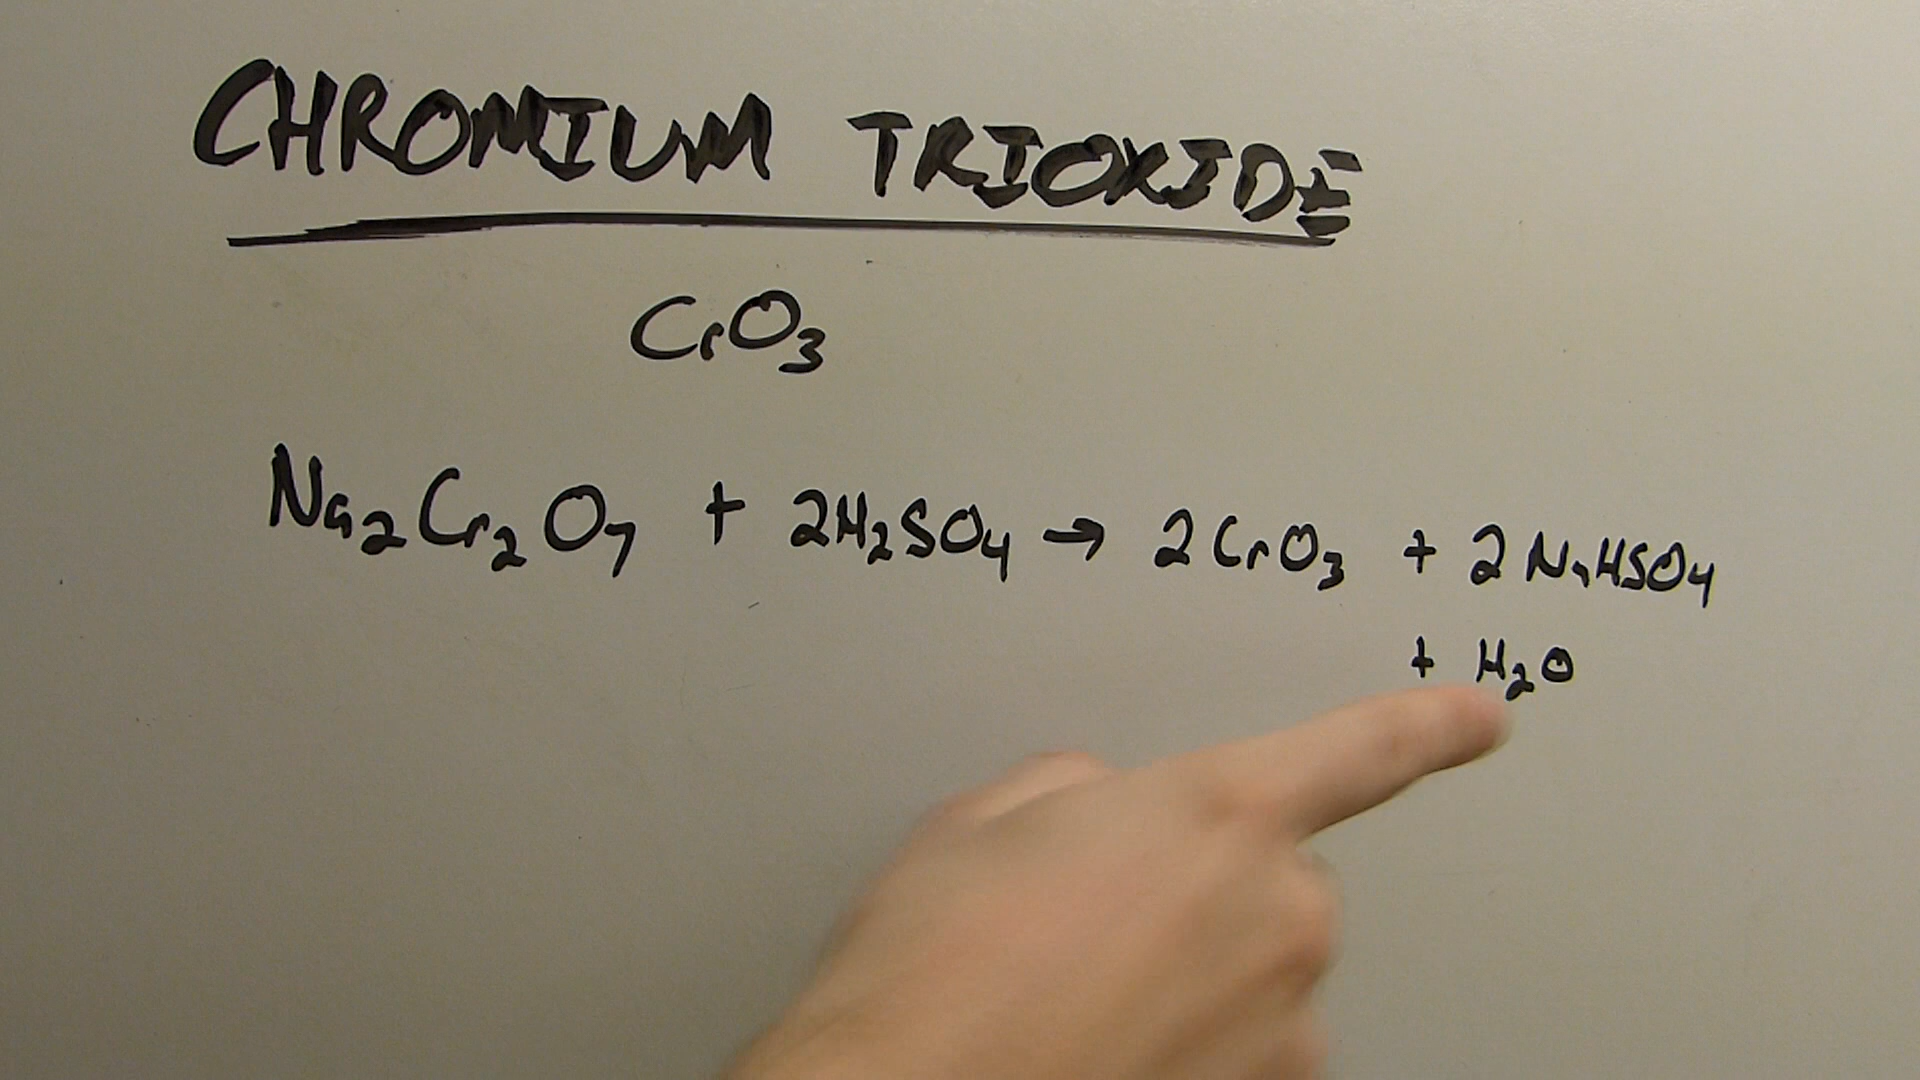 CHROMIUM TRIOXIDE
CrO₃
Na₂Cr₂O₇ + 2H₂SO₄ → 2CrO₃ + 2NaHSO₄
+ H₂O